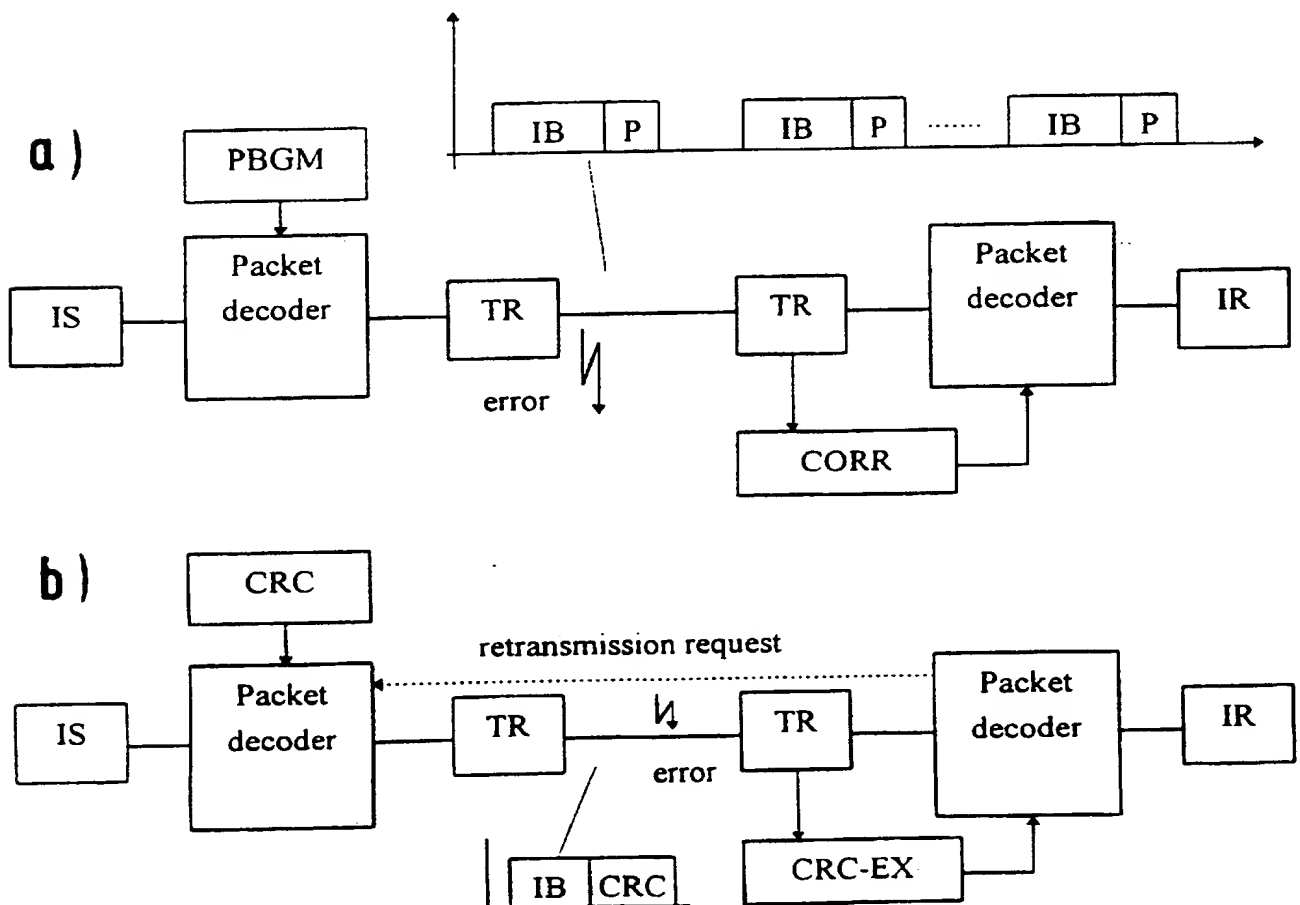 IB P IB P ........ IB P
a)
PBGM
Packet
decoder
IS
TR
error
TR
CORR
Packet
decoder
IR
b)
CRC
retransmission request
Packet
decoder
IS
TR
error
TR
CRC-EX
Packet
decoder
IR
IB CRC